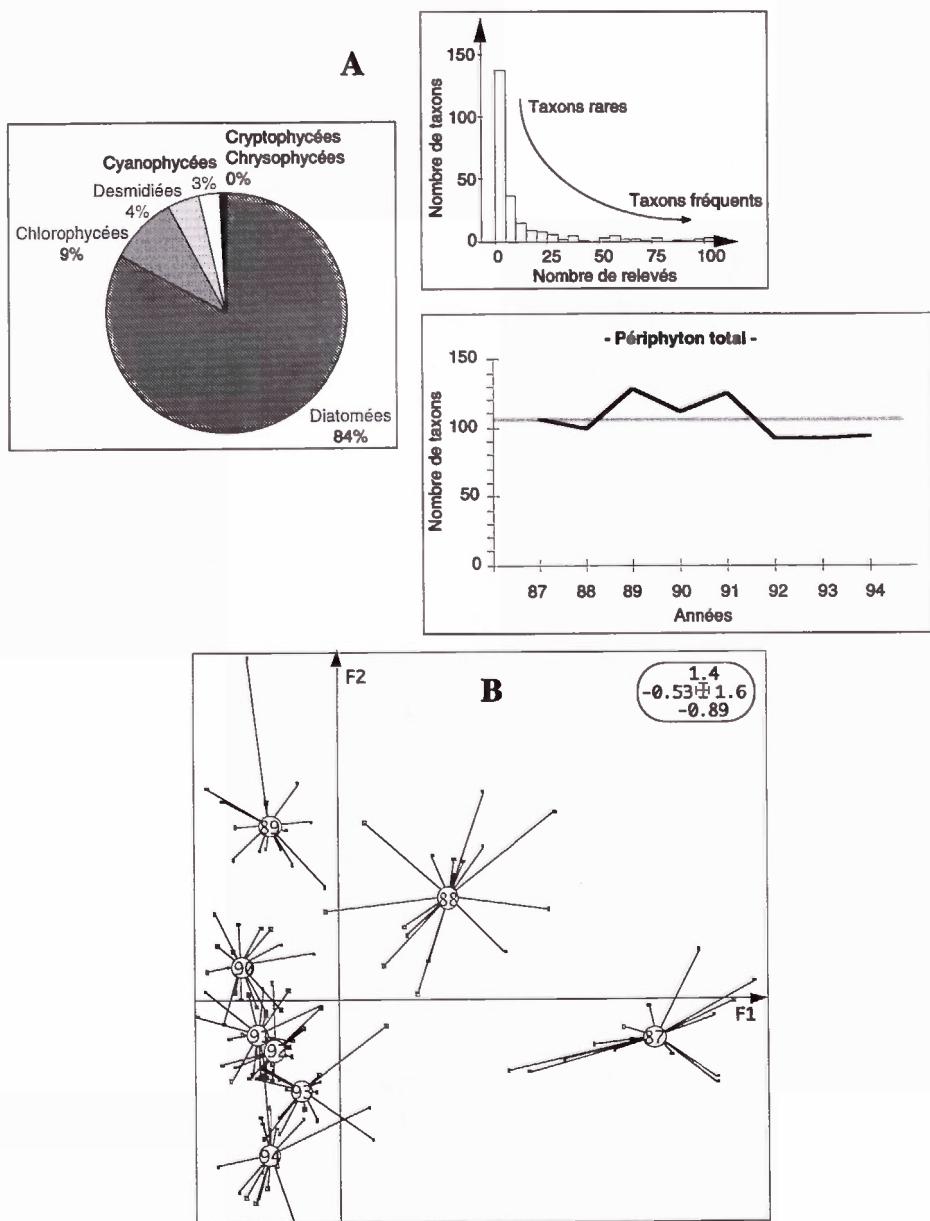 A
Cryptophycées
Chrysophycées
0%
Cyanophycées
3%
Desmidiées
4%
Chlorophycées
9%
Diatomées
84%
Nombre de taxons
150
100
50
0
Taxons rares
Taxons fréquents
0 25 50 75 100
Nombre de relevés
- Périphyton total -
Nombre de taxons
150
100
50
0
87 88 89 90 91 92 93 94
Années
B
F2
1.4
-0.53 1.6
-0.89
89
88
90
F1
87
91
92
93
94